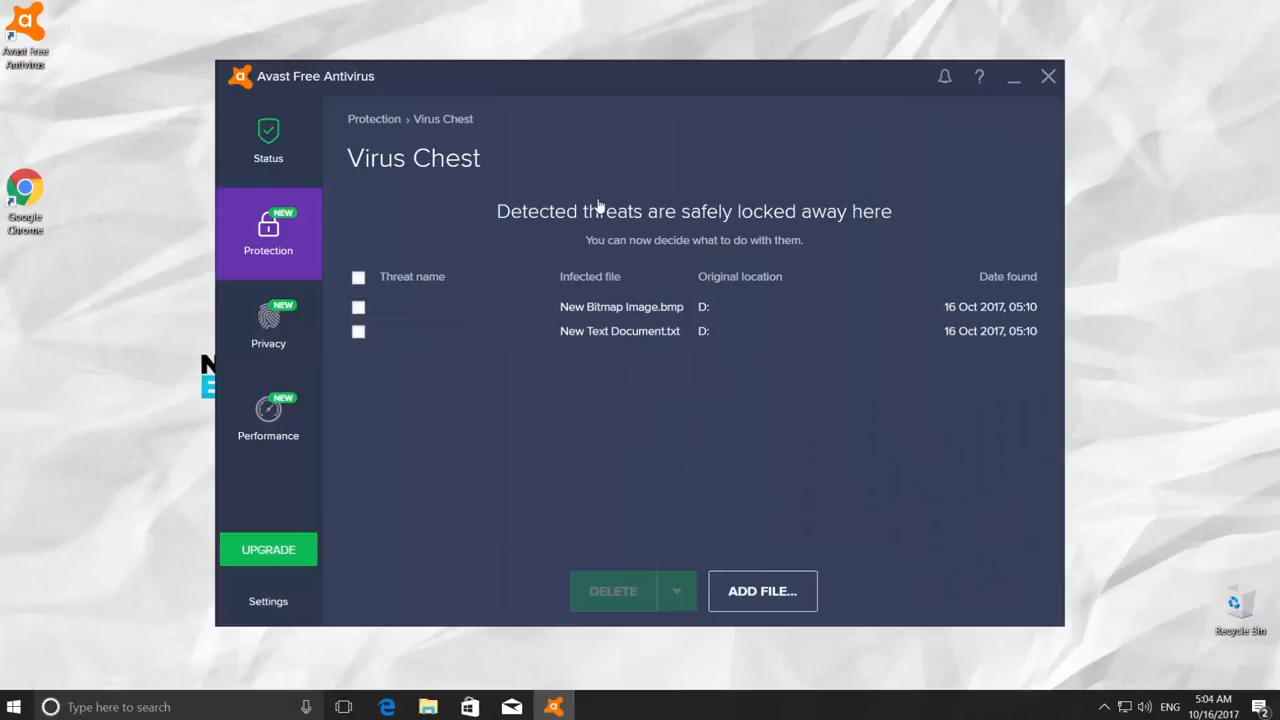 Avast Free
Antivirus
Google
Chrome
Avast Free Antivirus
Status
NEW
Protection
NEW
Privacy
NEW
Performance
UPGRADE
Settings
Protection › Virus Chest
Virus Chest
Detected threats are safely locked away here
You can now decide what to do with them.
Threat name Infected file Original location Date found
New Bitmap Image.bmp D: 16 Oct 2017, 05:10
New Text Document.txt D: 16 Oct 2017, 05:10
DELETE ADD FILE...
Recycle Bin
Type here to search
ENG
5:04 AM
10/16/2017
2